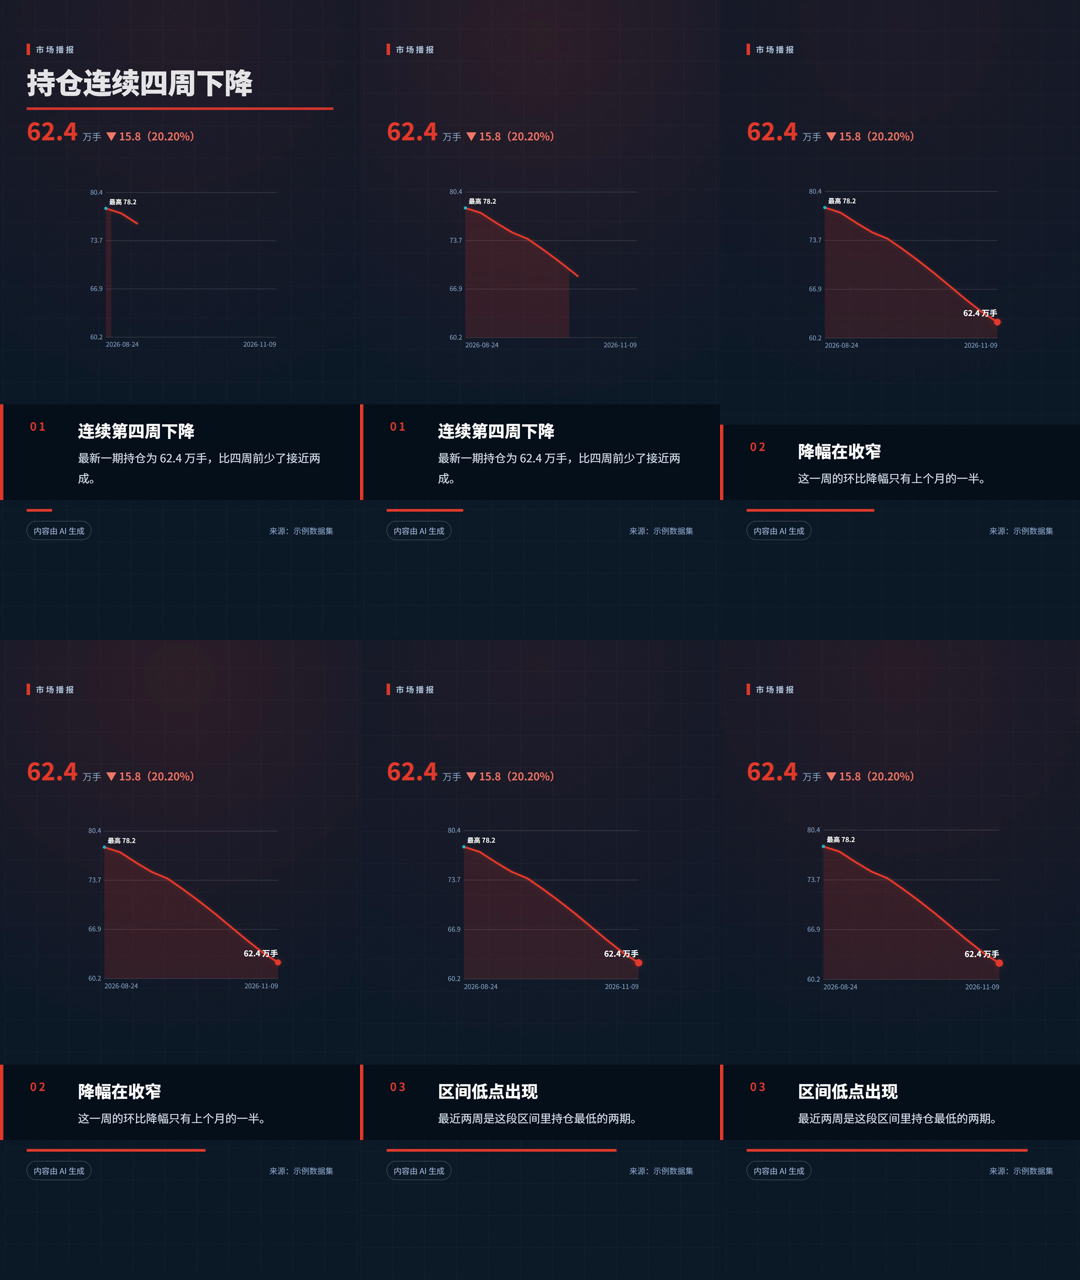 市场播报
持仓连续四周下降
62.4 万手 ▼ 15.8（20.20%）
80.4
最高 78.2
73.7
66.9
60.2
2026-08-24 2026-11-09
01 连续第四周下降
最新一期持仓为 62.4 万手，比四周前少了接近两
成。
内容由 AI 生成 来源：示例数据集
市场播报
62.4 万手 ▼ 15.8（20.20%）
80.4
最高 78.2
73.7
66.9
60.2
2026-08-24 2026-11-09
01 连续第四周下降
最新一期持仓为 62.4 万手，比四周前少了接近两
成。
内容由 AI 生成 来源：示例数据集
市场播报
62.4 万手 ▼ 15.8（20.20%）
80.4
最高 78.2
73.7
66.9
62.4 万手
60.2
2026-08-24 2026-11-09
02 降幅在收窄
这一周的环比降幅只有上个月的一半。
内容由 AI 生成 来源：示例数据集
市场播报
62.4 万手 ▼ 15.8（20.20%）
80.4
最高 78.2
73.7
66.9
62.4 万手
60.2
2026-08-24 2026-11-09
02 降幅在收窄
这一周的环比降幅只有上个月的一半。
内容由 AI 生成 来源：示例数据集
市场播报
62.4 万手 ▼ 15.8（20.20%）
80.4
最高 78.2
73.7
66.9
62.4 万手
60.2
2026-08-24 2026-11-09
03 区间低点出现
最近两周是这段区间里持仓最低的两期。
内容由 AI 生成 来源：示例数据集
市场播报
62.4 万手 ▼ 15.8（20.20%）
80.4
最高 78.2
73.7
66.9
62.4 万手
60.2
2026-08-24 2026-11-09
03 区间低点出现
最近两周是这段区间里持仓最低的两期。
内容由 AI 生成 来源：示例数据集